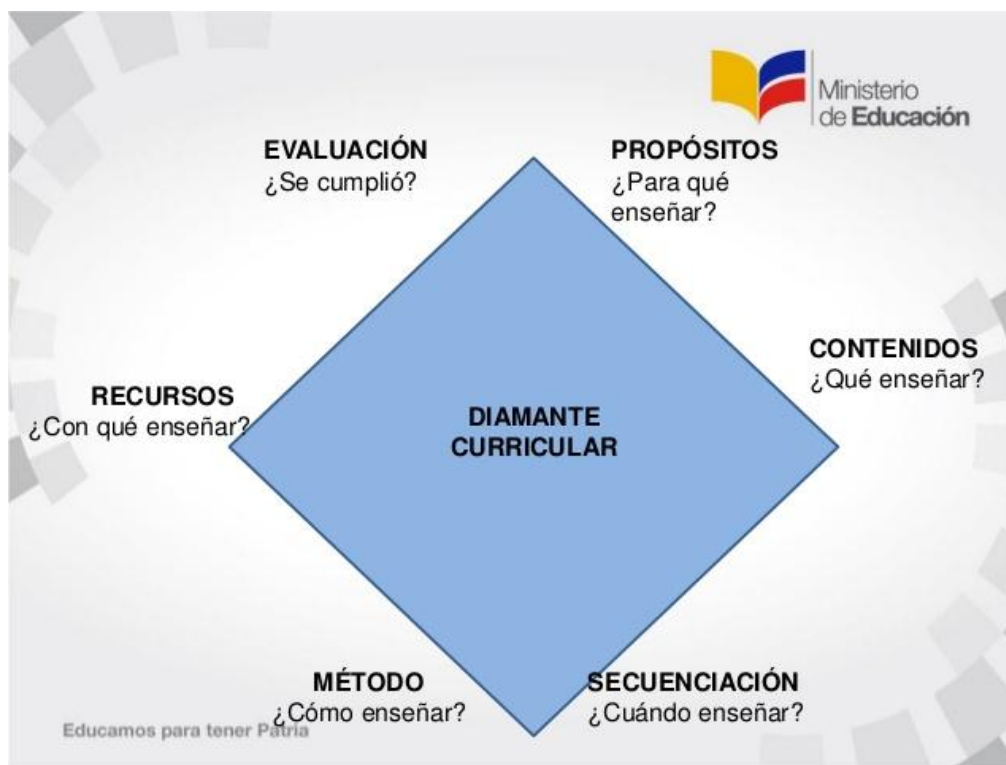 Ministerio
de Educación
EVALUACIÓN
¿Se cumplió?
PROPÓSITOS
¿Para qué
enseñar?
CONTENIDOS
¿Qué enseñar?
RECURSOS
¿Con qué enseñar?
DIAMANTE
CURRICULAR
MÉTODO
¿Cómo enseñar?
SECUENCIACIÓN
¿Cuándo enseñar?
Educamos para tener Patria